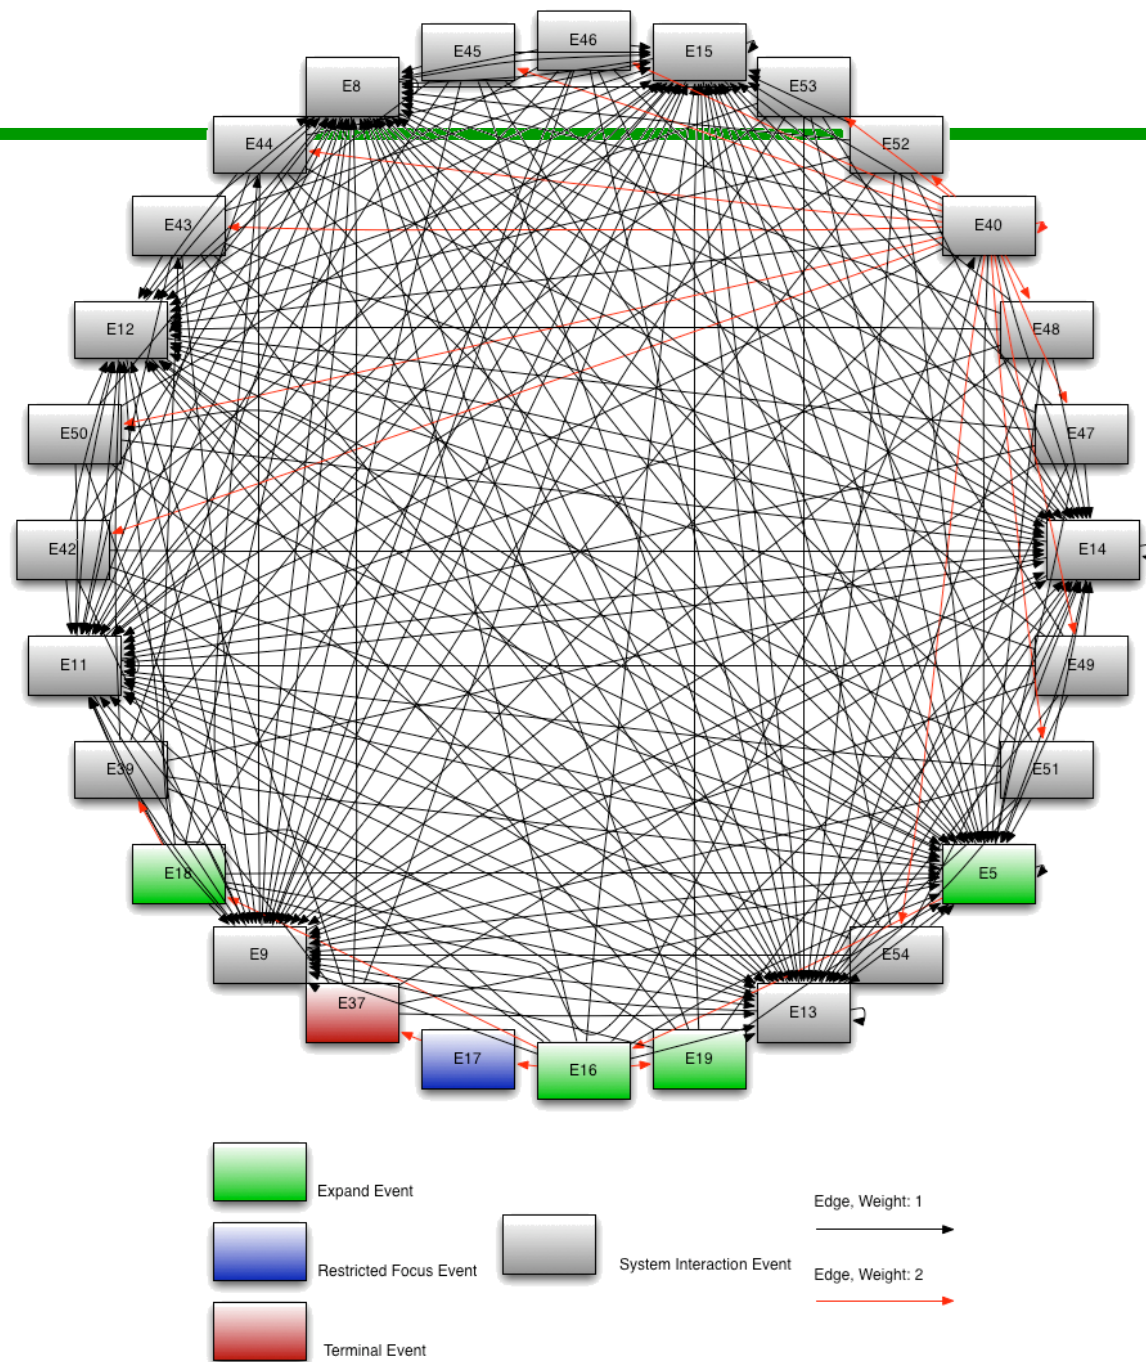 E46
E45
E15
E8
E53
E44
E52
E43
E40
E12
E48
E50
E47
E42
E14
E11
E49
E39
E51
E18
E5
E9
E54
E37
E13
E17
E19
E16
Expand Event
Edge, Weight: 1
Restricted Focus Event
System Interaction Event
Edge, Weight: 2
Terminal Event